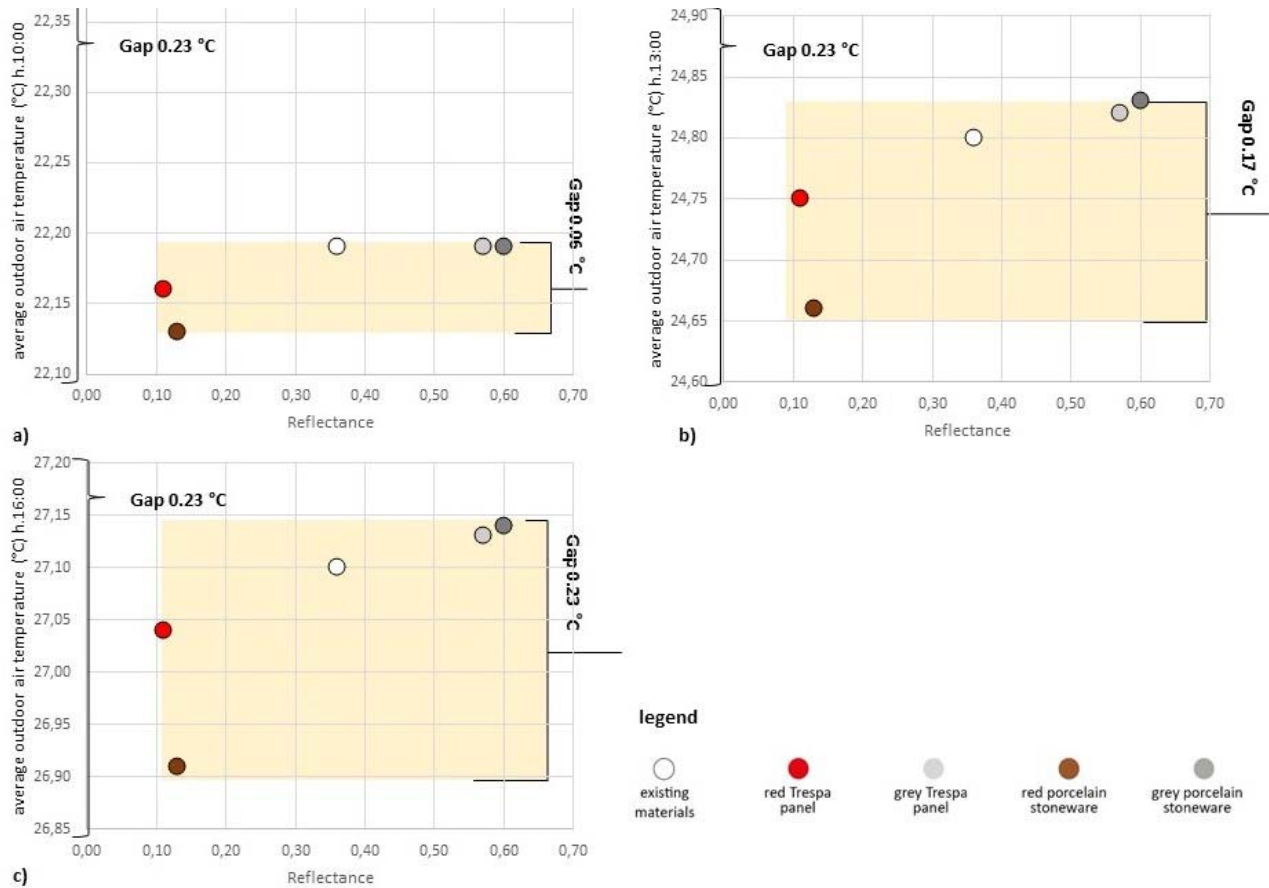 average outdoor air temperature (°C) h.10:00
22,35
22,30
22,25
22,20
22,15
22,10
Gap 0.23 °C
Gap 0.06 °C
0,00 0,10 0,20 0,30 0,40 0,50 0,60 0,70
Reflectance
a)
average outdoor air temperature (°C) h.13:00
24,90
24,85
24,80
24,75
24,70
24,65
24,60
Gap 0.23 °C
Gap 0.17 °C
0,00 0,10 0,20 0,30 0,40 0,50 0,60 0,70
Reflectance
b)
average outdoor air temperature (°C) h.16:00
27,20
27,15
27,10
27,05
27,00
26,95
26,90
26,85
Gap 0.23 °C
Gap 0.23 °C
0,00 0,10 0,20 0,30 0,40 0,50 0,60 0,70
Reflectance
c)
legend
existing
materials
red Trespa
panel
grey Trespa
panel
red porcelain
stoneware
grey porcelain
stoneware